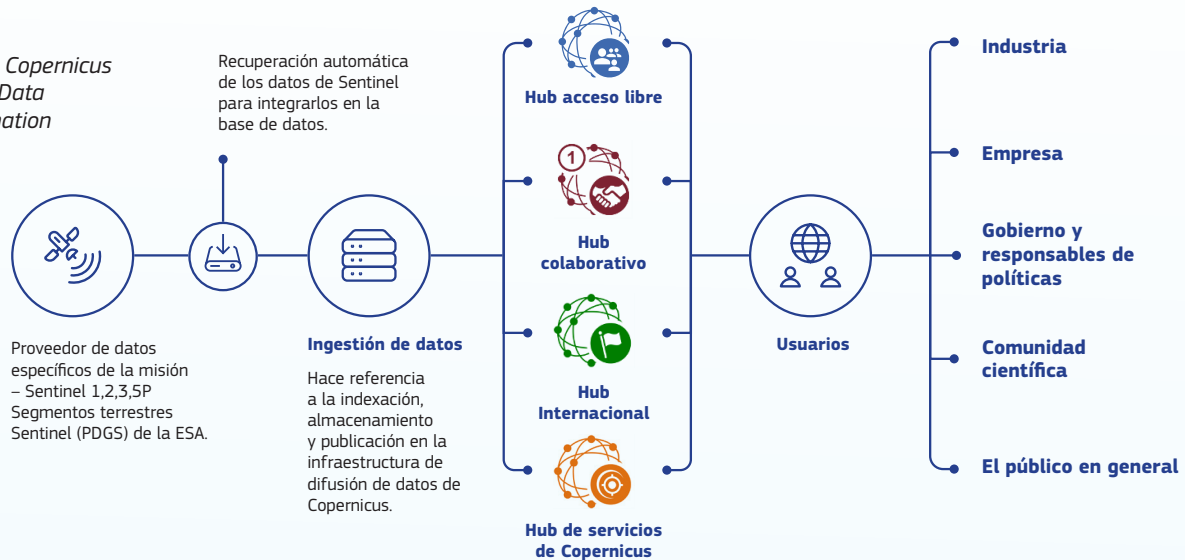 Copernicus
Data
Recuperación automática
de los datos de Sentinel
para integrarlos en la
base de datos.
Proveedor de datos
específicos de la misión
– Sentinel 1,2,3,5P
Segmentos terrestres
Sentinel (PDGS) de la ESA.
Ingestión de datos
Hace referencia
a la indexación,
almacenamiento
y publicación en la
infraestructura de
difusión de datos de
Copernicus.
Hub acceso libre
1
Hub
colaborativo
Hub
Internacional
Hub de servicios
de Copernicus
Usuarios
Industria
Empresa
Gobierno y
responsables de
políticas
Comunidad
científica
El público en general